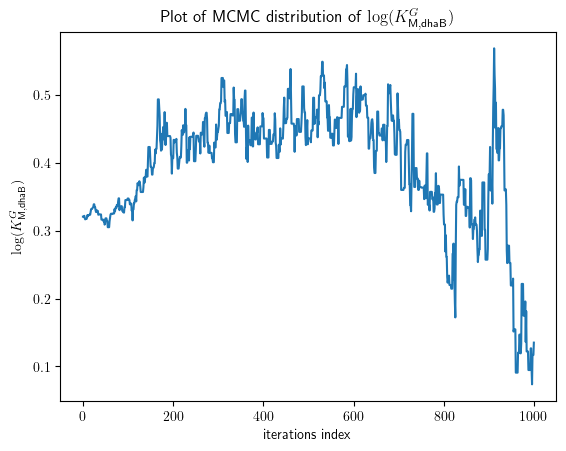 Plot of MCMC distribution of log(K^G_M,dhaB)
log(K^G_M,dhaB)
0.5
0.4
0.3
0.2
0.1
0 200 400 600 800 1000
iterations index